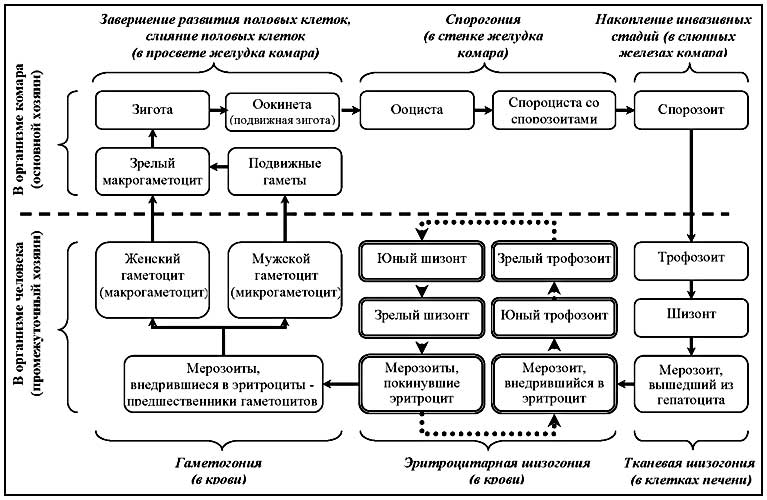 Завершение развития половых клеток,
слияние половых клеток
(в просвете желудка комара)
Спорогония
(в стенке желудка
комара)
Накопление инвазивных
стадий (в слюнных
железах комара)
В организме комара
(основной хозяин)
Зигота
Оокинета
(подвижная зигота)
Ооциста
Спороциста со
спорозоитами
Спорозоит
Зрелый
макрогаметоцит
Подвижные
гаметы
В организме человека
(промежуточный хозяин)
Женский
гаметоцит
(макрогаметоцит)
Мужской
гаметоцит
(микрогаметоцит)
Юный шизонт
Зрелый трофозоит
Трофозоит
Зрелый шизонт
Юный трофозоит
Шизонт
Мерозоиты,
внедрившиеся в эритроциты -
предшественники гаметоцитов
Мерозоиты,
покинувшие
эритроцит
Мерозоит,
внедрившийся в
эритроцит
Мерозоит,
вышедший из
гепатоцита
Гаметогония
(в крови)
Эритроцитарная шизогония
(в крови)
Тканевая шизогония
(в клетках печени)